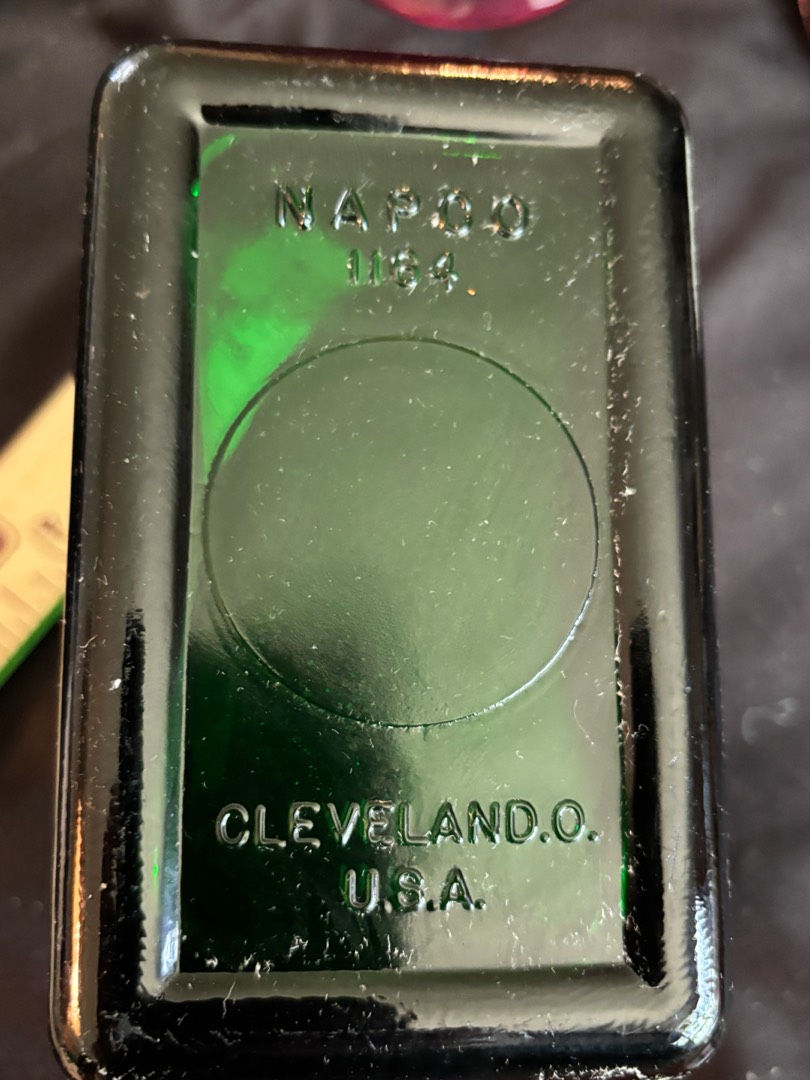 NAPCO
1164
CLEVELAND.O.
U.S.A.